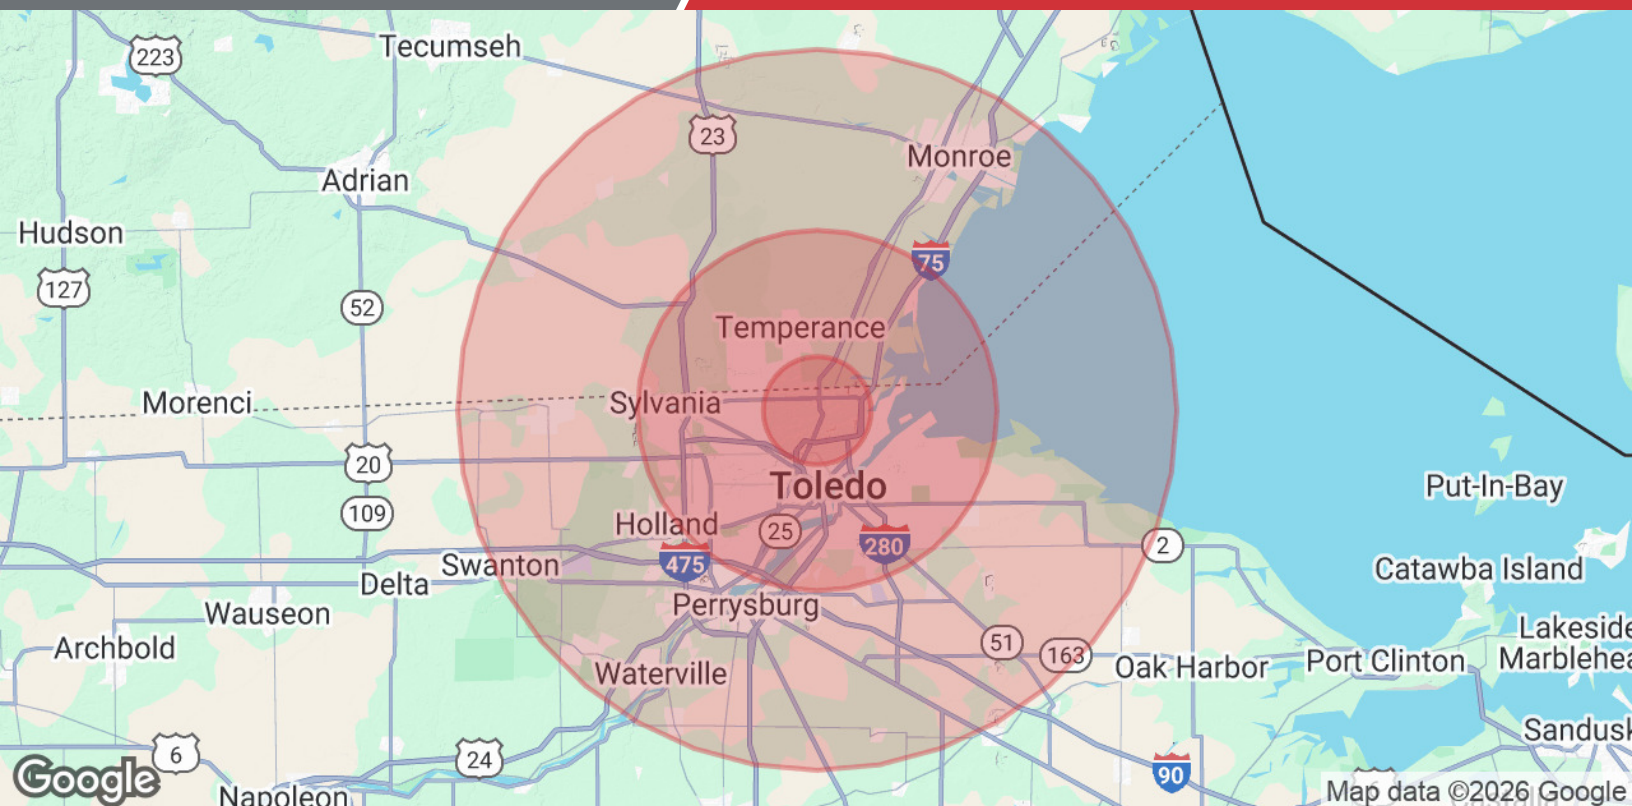 223
Tecumseh
23
Monroe
Adrian
Hudson
75
127
52
Temperance
Morenci
Sylvania
20
Toledo
Put-In-Bay
109
Holland
25
280
2
475
Swanton
Catawba Island
Delta
Perrysburg
Wauseon
Lakeside
51
Archbold
163
Oak Harbor
Port Clinton
Waterville
Sandusk
6
24
90
Google
Napoleon
Map data ©2026 Google